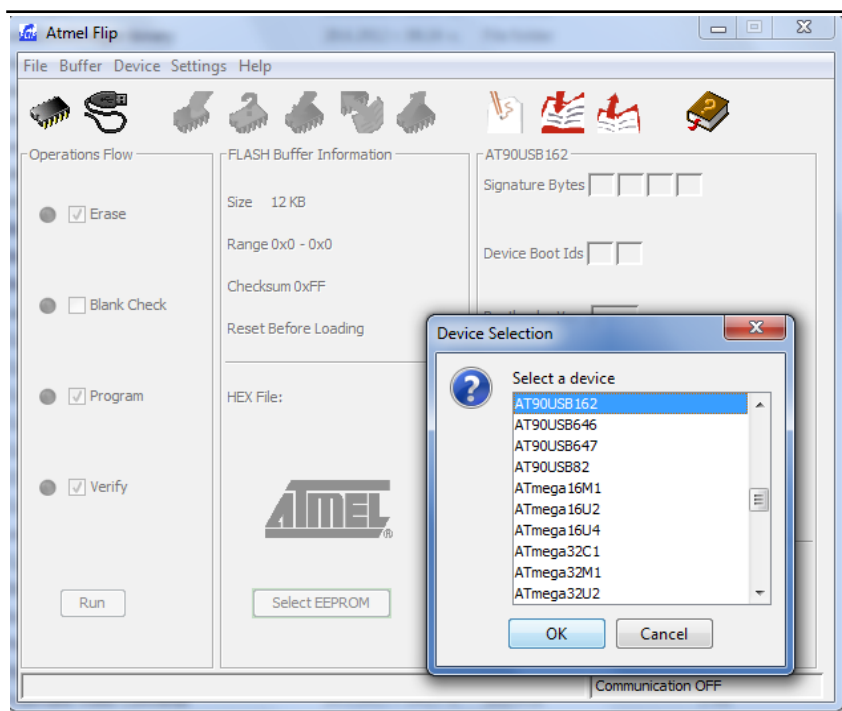 Atmel Flip
File Buffer Device Settings Help
Operations Flow
Erase
Blank Check
Program
Verify
Run
FLASH Buffer Information
Size 12 KB
Range 0x0 - 0x0
Checksum 0xFF
Reset Before Loading
HEX File:
ATMEL
®
Select EEPROM
AT90USB162
Signature Bytes
Device Boot Ids
Device Selection
Select a device
AT90USB162
AT90USB646
AT90USB647
AT90USB82
ATmega16M1
ATmega16U2
ATmega16U4
ATmega32C1
ATmega32M1
ATmega32U2
OK Cancel
Communication OFF